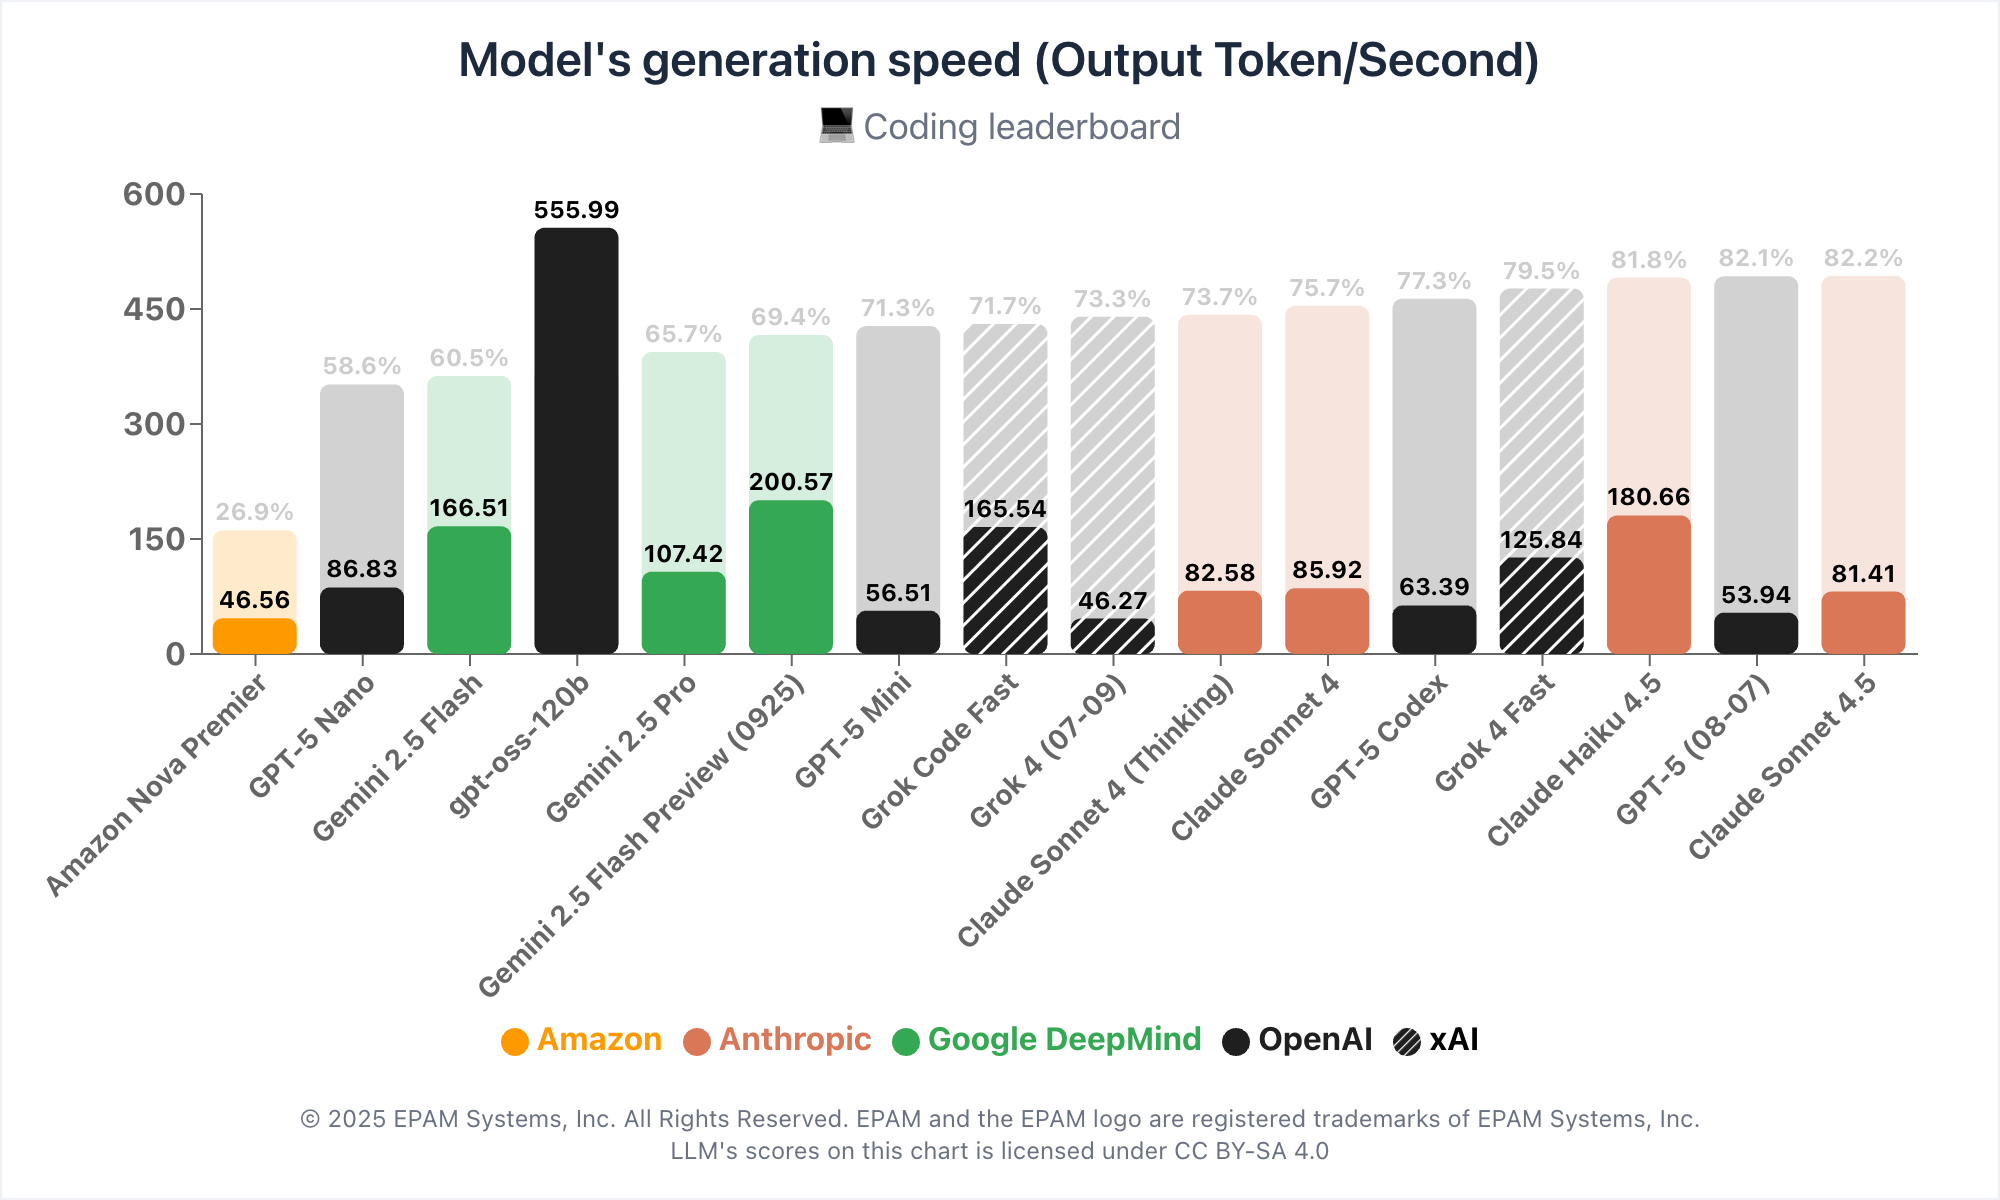 Model's generation speed (Output Token/Second)
💻 Coding leaderboard
600
450
300
150
0
26.9%
58.6%
60.5%
65.7%
69.4%
71.3%
71.7%
73.3%
73.7%
75.7%
77.3%
79.5%
81.8%
82.1%
82.2%
46.56
86.83
166.51
555.99
107.42
200.57
56.51
165.54
46.27
82.58
85.92
63.39
125.84
180.66
53.94
81.41
Amazon Nova Premier
GPT-5 Nano
Gemini 2.5 Flash
gpt-oss-120b
Gemini 2.5 Pro
Gemini 2.5 Flash Preview (0925)
GPT-5 Mini
Grok Code Fast
Grok 4 (07-09)
Claude Sonnet 4 (Thinking)
Claude Sonnet 4
GPT-5 Codex
Grok 4 Fast
Claude Haiku 4.5
GPT-5 (08-07)
Claude Sonnet 4.5
Amazon Anthropic Google DeepMind OpenAI xAI
© 2025 EPAM Systems, Inc. All Rights Reserved. EPAM and the EPAM logo are registered trademarks of EPAM Systems, Inc.
LLM's scores on this chart is licensed under CC BY-SA 4.0